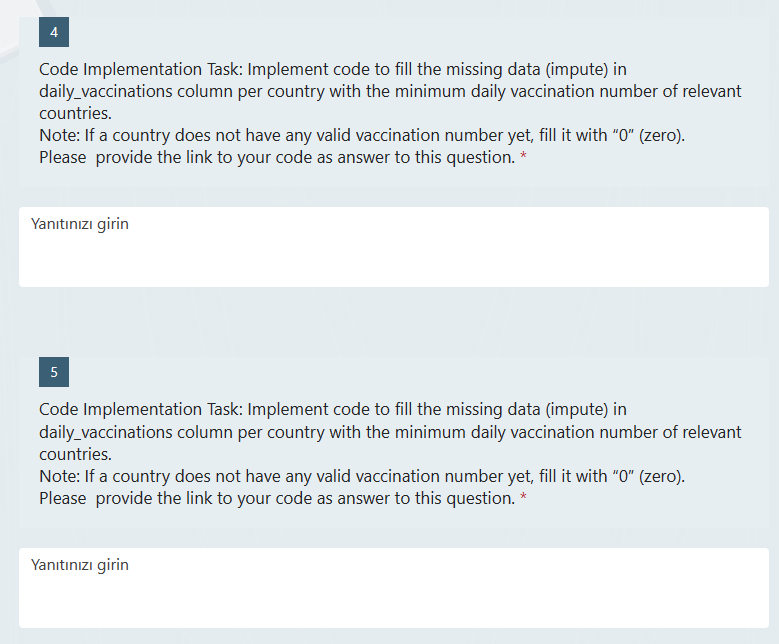 4
Code Implementation Task: Implement code to fill the missing data (impute) in
daily_vaccinations column per country with the minimum daily vaccination number of relevant
countries.
Note: If a country does not have any valid vaccination number yet, fill it with “0” (zero).
Please  provide the link to your code as answer to this question. *
Yanıtınızı girin
5
Code Implementation Task: Implement code to fill the missing data (impute) in
daily_vaccinations column per country with the minimum daily vaccination number of relevant
countries.
Note: If a country does not have any valid vaccination number yet, fill it with “0” (zero).
Please  provide the link to your code as answer to this question. *
Yanıtınızı girin